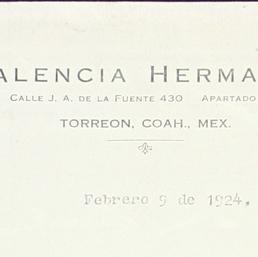 ALENCIA HERMA
CALLE J. A. DE LA FUENTE 430 APARTADO
TORREON, COAH., MEX.
Febrero 9 de 1924,